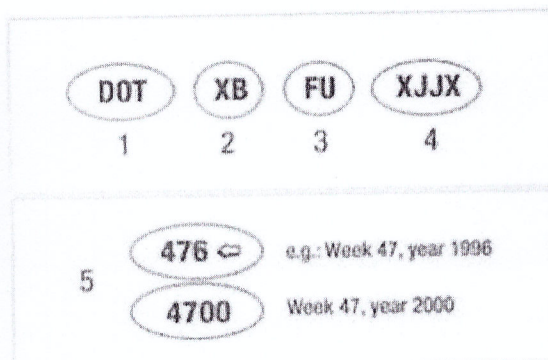 DOT XB FU XJJX
1 2 3 4
476 ⇦ e.g.: Week 47, year 1996
5
4700 Week 47, year 2000